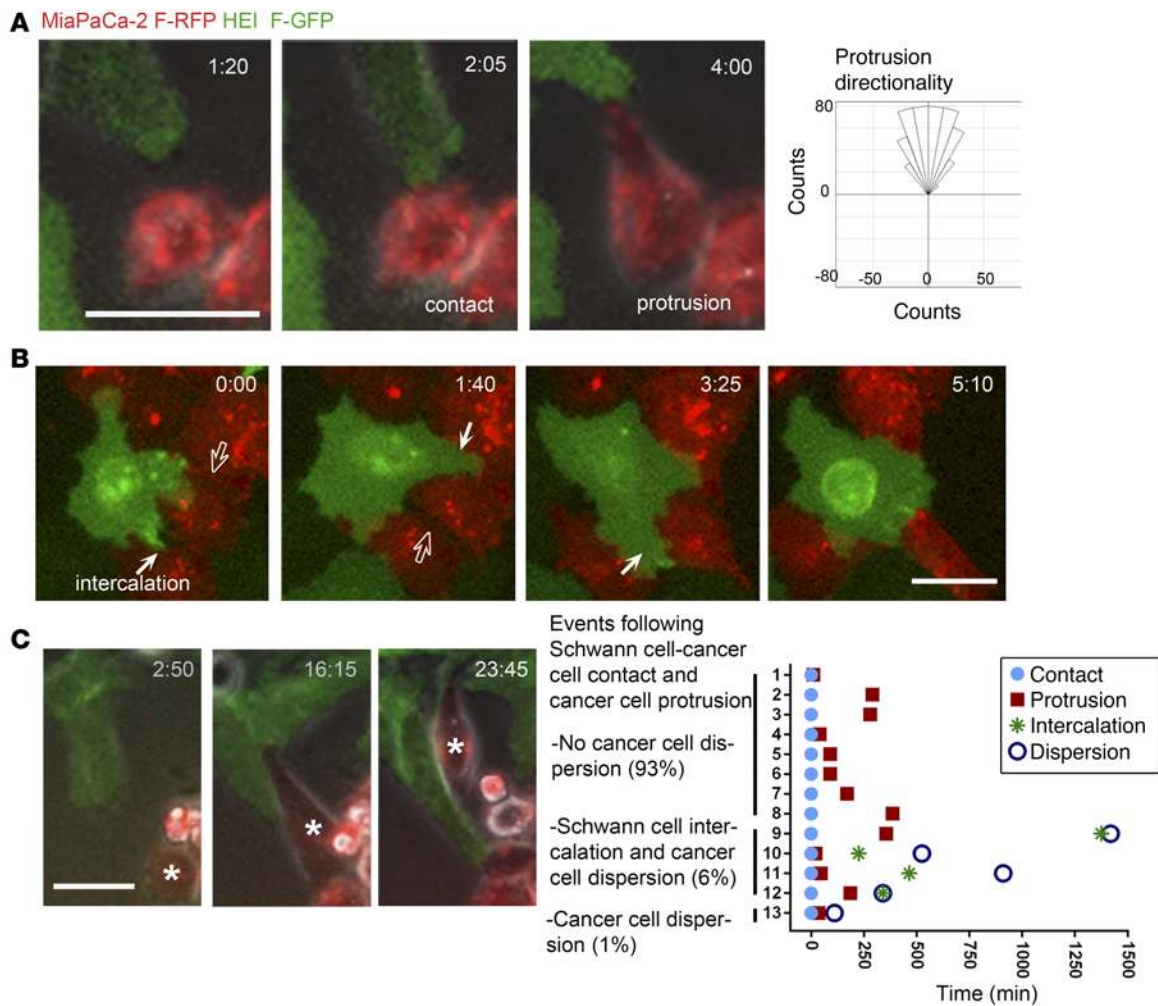 A
MiaPaCa-2 F-RFP HEI F-GFP
1:20
2:05
contact
4:00
protrusion
Protrusion
directionality
80
0
-80
Counts
-50
0
50
Counts
B
0:00
intercalation
1:40
3:25
5:10
C
2:50
*
16:15
*
23:45
*
Events following
Schwann cell-cancer
cell contact and
cancer cell protrusion
-No cancer cell dis-
persion (93%)
-Schwann cell inter-
calation and cancer
cell dispersion (6%)
-Cancer cell disper-
sion (1%)
1
2
3
4
5
6
7
8
9
10
11
12
13
0
250
500
750
1000
1250
1500
Time (min)
Contact
Protrusion
Intercalation
Dispersion